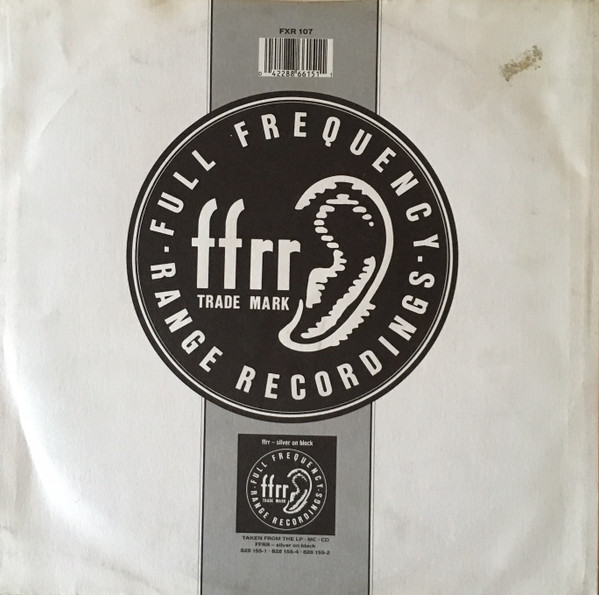 FXR 107
0 42288 66151 1
FULL FREQUENCY
RANGE RECORDINGS
ffrr
TRADE MARK
ffrr – silver on black
FULL FREQUENCY
RANGE RECORDINGS
ffrr
TRADE MARK
TAKEN FROM THE LP · MC · CD
FFRR – silver on black
828 155-1 · 828 155-4 · 828 155-2